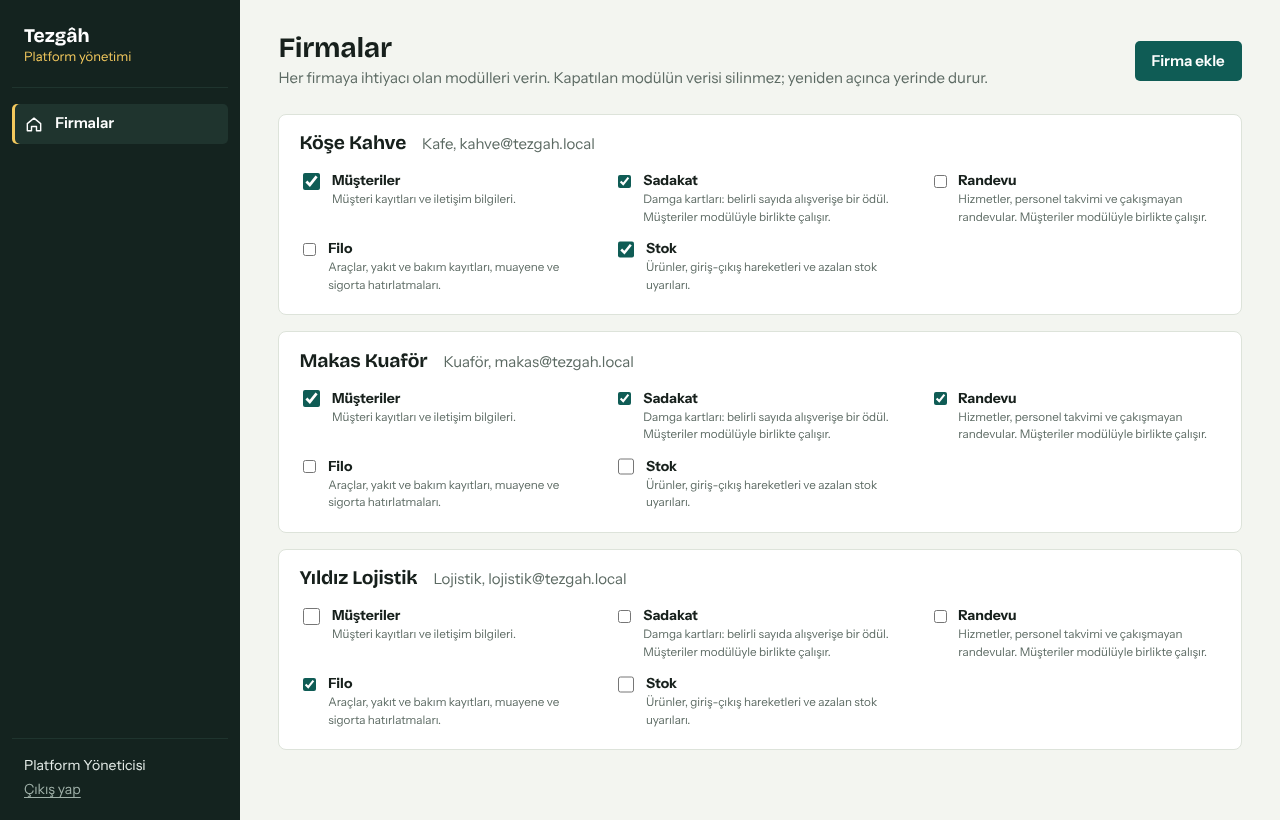 Tezgâh
Platform yönetimi
Firmalar
Platform Yöneticisi
Çıkış yap
Firmalar
Her firmaya ihtiyacı olan modülleri verin. Kapatılan modülün verisi silinmez; yeniden açınca yerinde durur.
Firma ekle
Köşe Kahve Kafe, kahve@tezgah.local
Müşteriler
Müşteri kayıtları ve iletişim bilgileri.
Sadakat
Damga kartları: belirli sayıda alışverişe bir ödül.
Müşteriler modülüyle birlikte çalışır.
Randevu
Hizmetler, personel takvimi ve çakışmayan
randevular. Müşteriler modülüyle birlikte çalışır.
Filo
Araçlar, yakıt ve bakım kayıtları, muayene ve
sigorta hatırlatmaları.
Stok
Ürünler, giriş-çıkış hareketleri ve azalan stok
uyarıları.
Makas Kuaför Kuaför, makas@tezgah.local
Müşteriler
Müşteri kayıtları ve iletişim bilgileri.
Sadakat
Damga kartları: belirli sayıda alışverişe bir ödül.
Müşteriler modülüyle birlikte çalışır.
Randevu
Hizmetler, personel takvimi ve çakışmayan
randevular. Müşteriler modülüyle birlikte çalışır.
Filo
Araçlar, yakıt ve bakım kayıtları, muayene ve
sigorta hatırlatmaları.
Stok
Ürünler, giriş-çıkış hareketleri ve azalan stok
uyarıları.
Yıldız Lojistik Lojistik, lojistik@tezgah.local
Müşteriler
Müşteri kayıtları ve iletişim bilgileri.
Sadakat
Damga kartları: belirli sayıda alışverişe bir ödül.
Müşteriler modülüyle birlikte çalışır.
Randevu
Hizmetler, personel takvimi ve çakışmayan
randevular. Müşteriler modülüyle birlikte çalışır.
Filo
Araçlar, yakıt ve bakım kayıtları, muayene ve
sigorta hatırlatmaları.
Stok
Ürünler, giriş-çıkış hareketleri ve azalan stok
uyarıları.